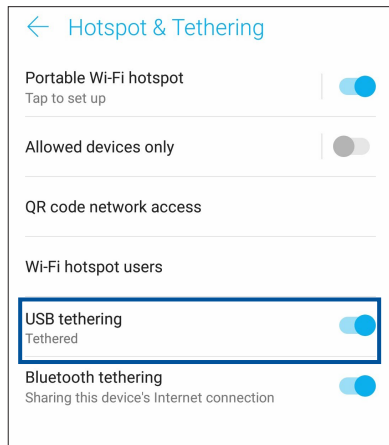 Hotspot & Tethering
Portable Wi-Fi hotspot
Tap to set up
Allowed devices only
QR code network access
Wi-Fi hotspot users
USB tethering
Tethered
Bluetooth tethering
Sharing this device's Internet connection